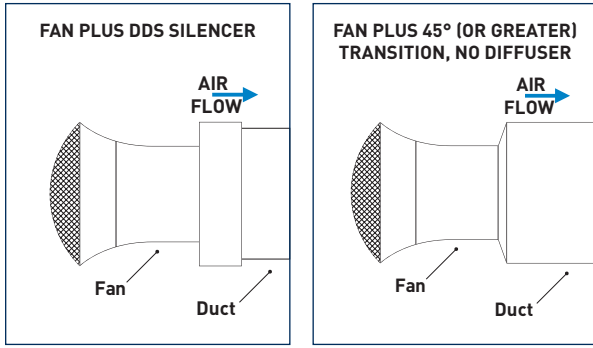 FAN PLUS DDS SILENCER
AIR
FLOW
Fan
Duct
FAN PLUS 45° (OR GREATER)
TRANSITION, NO DIFFUSER
AIR
FLOW
Fan
Duct